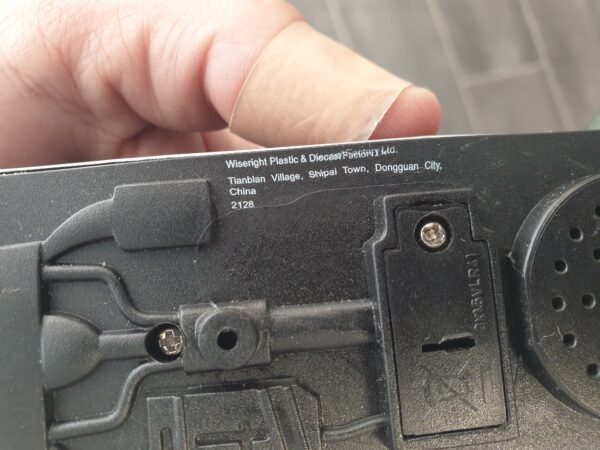 Wiseright Plastic & Diecast Factory Ltd.
Tianbian Village, Shipai Town, Dongguan City,
China
2128